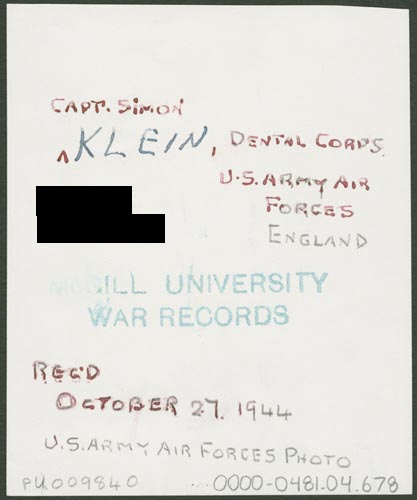 CAPT. SIMON
^KLEIN, DENTAL CORPS.
U.S. ARMY AIR
FORCES
ENGLAND
McGILL UNIVERSITY
WAR RECORDS
REC'D
OCTOBER 27. 1944
U.S. ARMY AIR FORCES PHOTO
PU009840 0000-0481.04.678